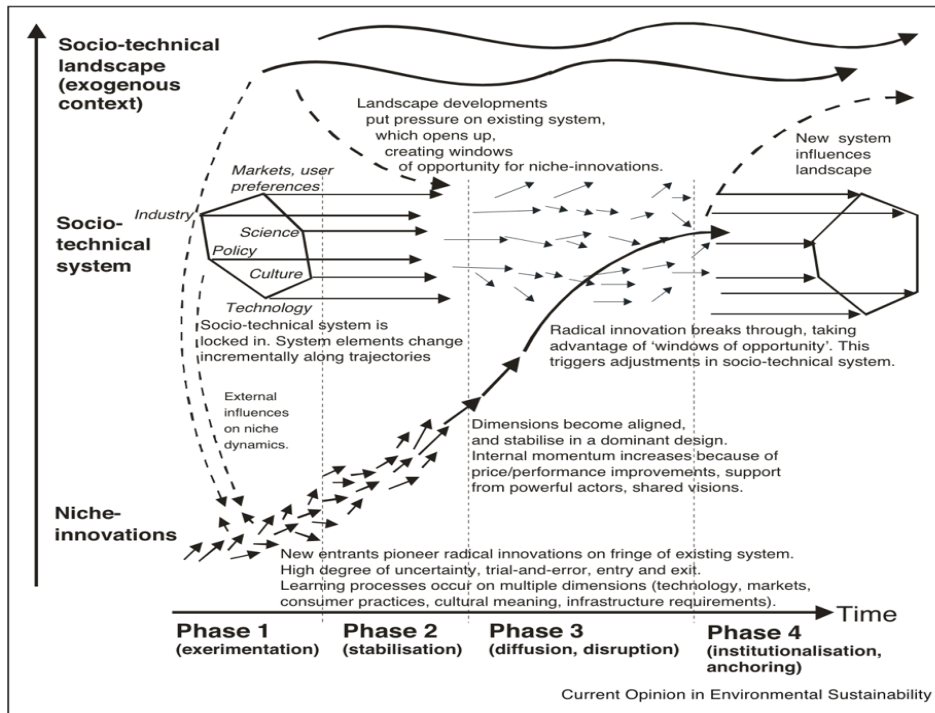 Socio-technical
landscape
(exogenous
context)
Landscape developments
put pressure on existing system,
which opens up,
creating windows
of opportunity for niche-innovations.
New system
influences
landscape
Markets, user
preferences
Industry
Science
Policy
Culture
Technology
Socio-
technical
system
Socio-technical system is
locked in. System elements change
incrementally along trajectories
Radical innovation breaks through, taking
advantage of 'windows of opportunity'. This
triggers adjustments in socio-technical system.
External
influences
on niche
dynamics.
Dimensions become aligned,
and stabilise in a dominant design.
Internal momentum increases because of
price/performance improvements, support
from powerful actors, shared visions.
Niche-
innovations
New entrants pioneer radical innovations on fringe of existing system.
High degree of uncertainty, trial-and-error, entry and exit.
Learning processes occur on multiple dimensions (technology, markets,
consumer practices, cultural meaning, infrastructure requirements).
Time
Phase 1
(exerimentation)
Phase 2
(stabilisation)
Phase 3
(diffusion, disruption)
Phase 4
(institutionalisation,
anchoring)
Current Opinion in Environmental Sustainability